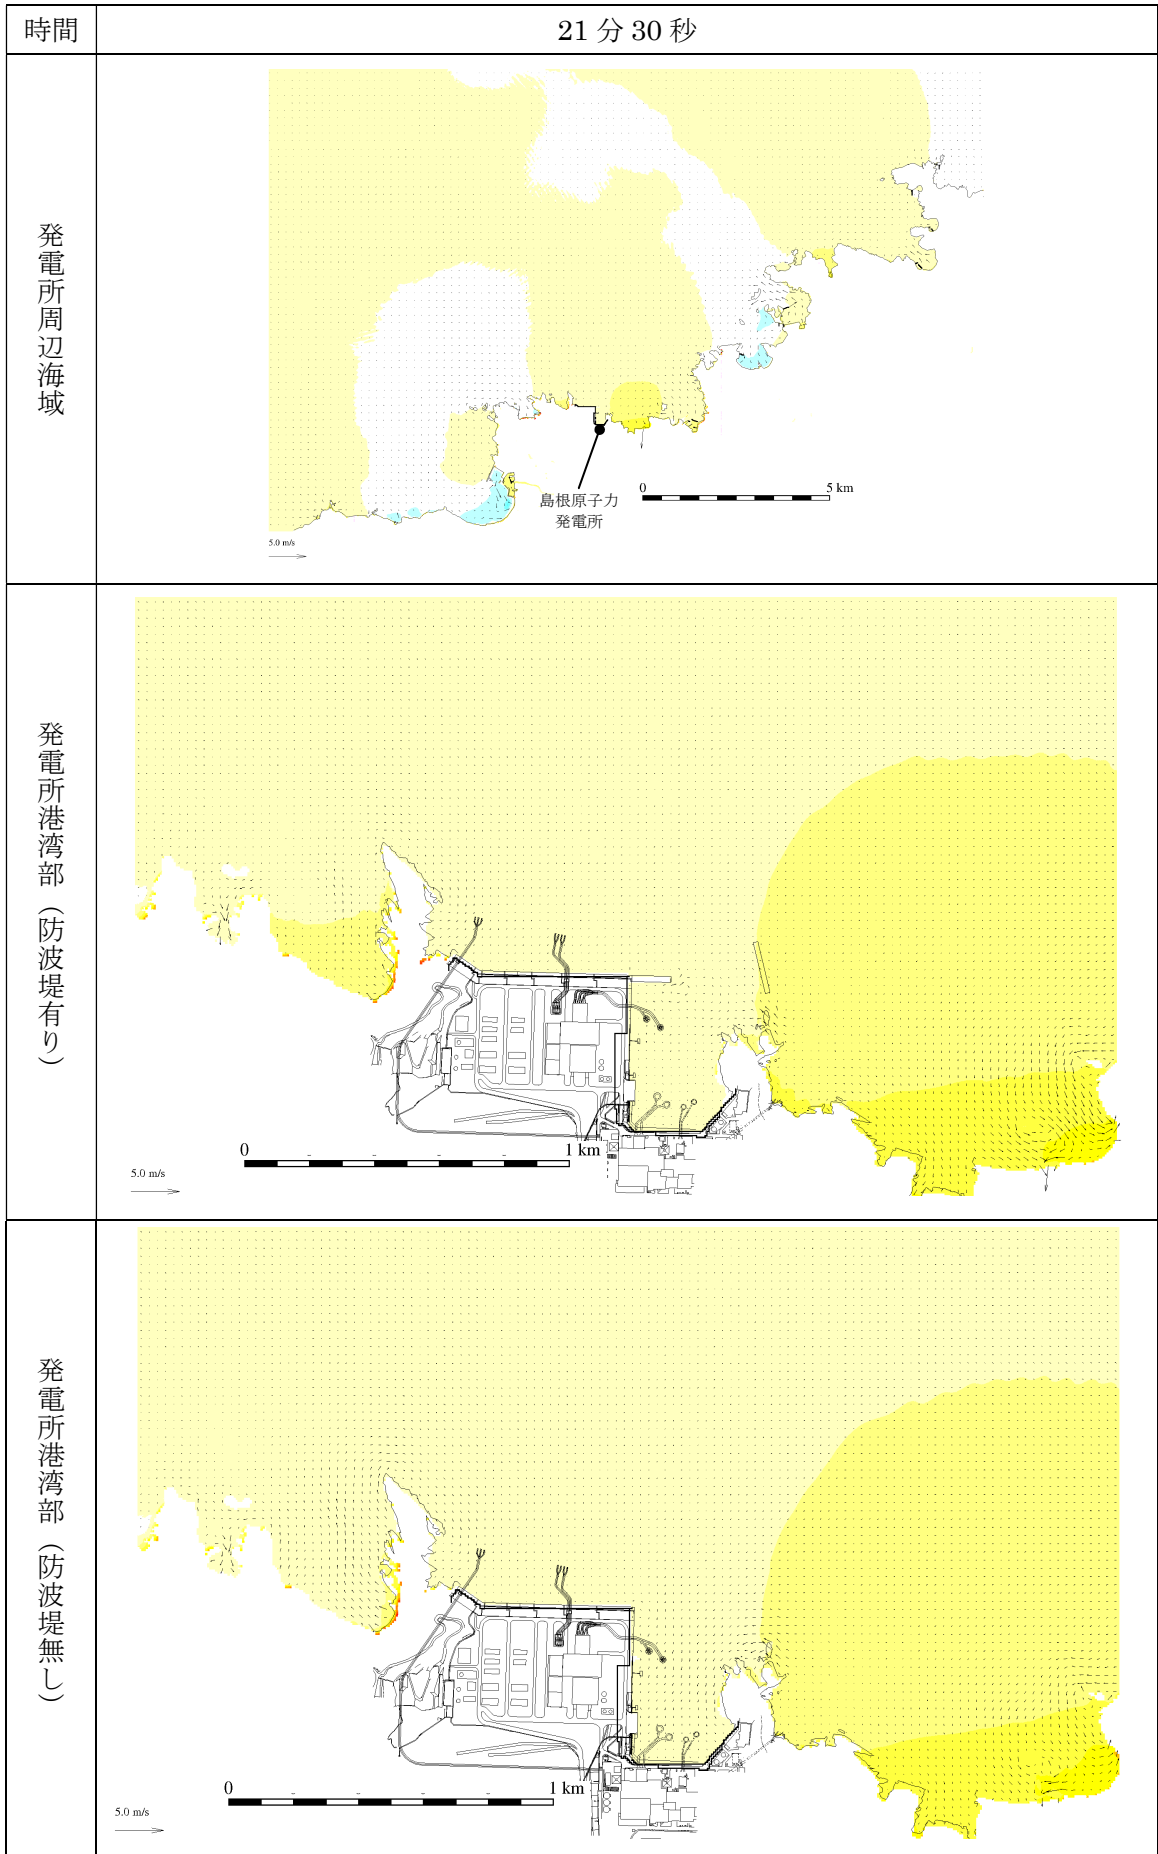 時間
21分30秒
発電所周辺海域
島根原子力
発電所
0
5 km
5.0 m/s
発電所港湾部（防波堤有り）
0
1 km
5.0 m/s
発電所港湾部（防波堤無し）
0
1 km
5.0 m/s